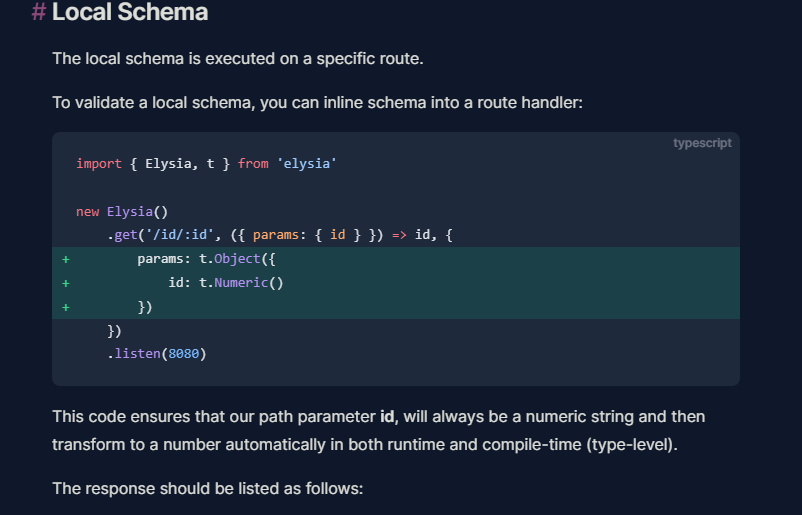 # Local Schema
The local schema is executed on a specific route.
To validate a local schema, you can inline schema into a route handler:
typescript
import { Elysia, t } from 'elysia'
new Elysia()
    .get('/id/:id', ({ params: { id } }) => id, {
+        params: t.Object({
+            id: t.Numeric()
+        })
    })
    .listen(8080)
This code ensures that our path parameter id, will always be a numeric string and then
transform to a number automatically in both runtime and compile-time (type-level).
The response should be listed as follows: